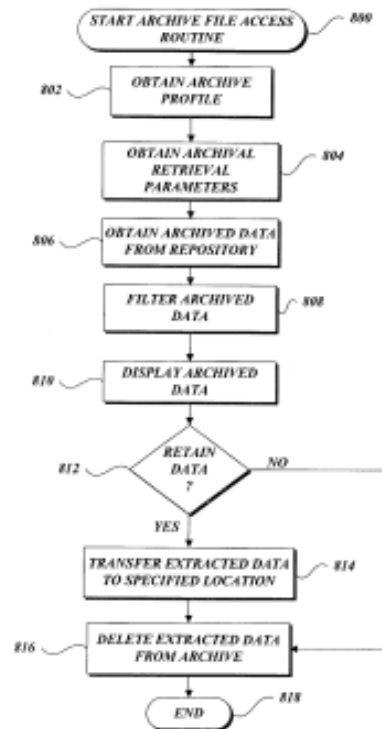 START ARCHIVE FILE ACCESS
ROUTINE
800
802
OBTAIN ARCHIVE
PROFILE
OBTAIN ARCHIVAL
RETRIEVAL
PARAMETERS
804
806
OBTAIN ARCHIVED DATA
FROM REPOSITORY
FILTER ARCHIVED
DATA
808
810
DISPLAY ARCHIVED
DATA
812
RETAIN
DATA
?
NO
YES
TRANSFER EXTRACTED DATA
TO SPECIFIED LOCATION
814
816
DELETE EXTRACTED DATA
FROM ARCHIVE
END
818